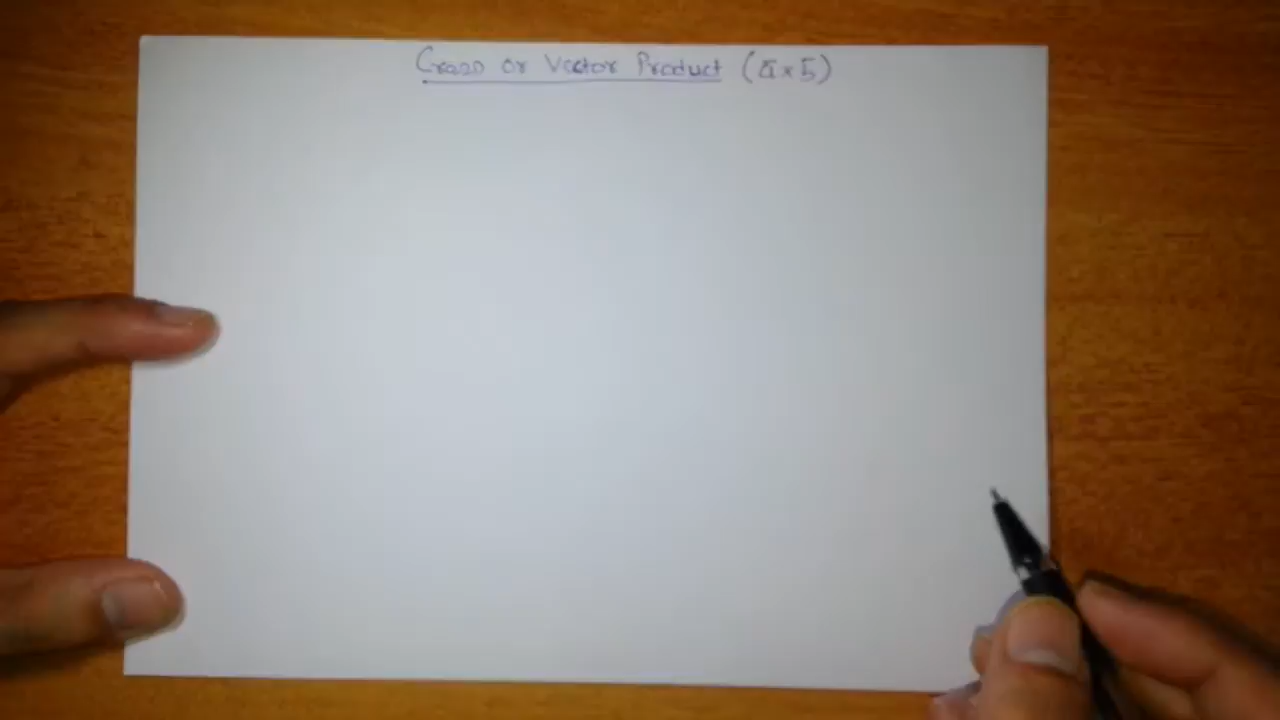 Cross or Vector Product (a̅ × b̅)